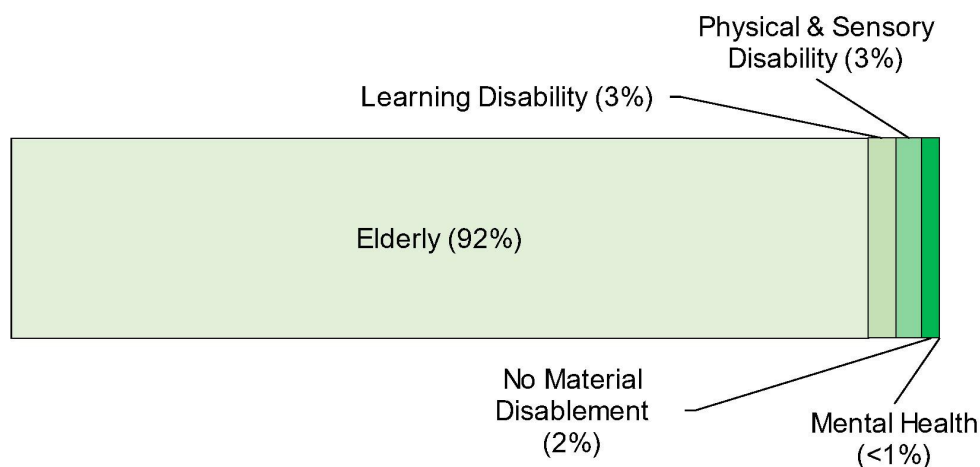 Physical & Sensory
Disability (3%)
Learning Disability (3%)
Elderly (92%)
No Material
Disablement
(2%)
Mental Health
(<1%)